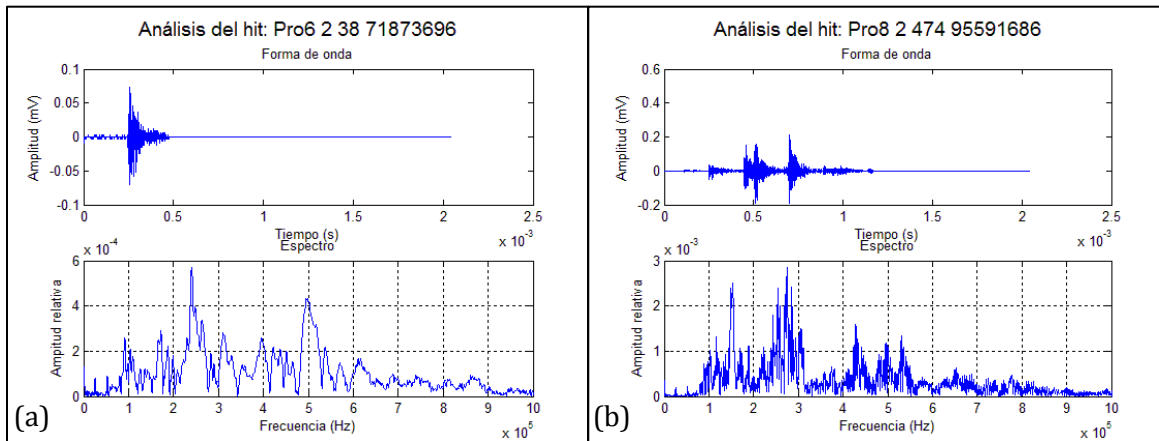 Análisis del hit: Pro6 2 38 71873696
Forma de onda
Amplitud (mV)
0.1
0.05
0
-0.05
-0.1
0 0.5 1 1.5 2 2.5
Tiempo (s)
x 10⁻³
Espectro
x 10⁻⁴
Amplitud relativa
6
4
2
0
0 1 2 3 4 5 6 7 8 9 10
Frecuencia (Hz)
x 10⁵
(a)
Análisis del hit: Pro8 2 474 95591686
Forma de onda
Amplitud (mV)
0.6
0.4
0.2
0
-0.2
0 0.5 1 1.5 2 2.5
Tiempo (s)
x 10⁻³
Espectro
x 10⁻³
Amplitud relativa
3
2
1
0
0 1 2 3 4 5 6 7 8 9 10
Frecuencia (Hz)
x 10⁵
(b)